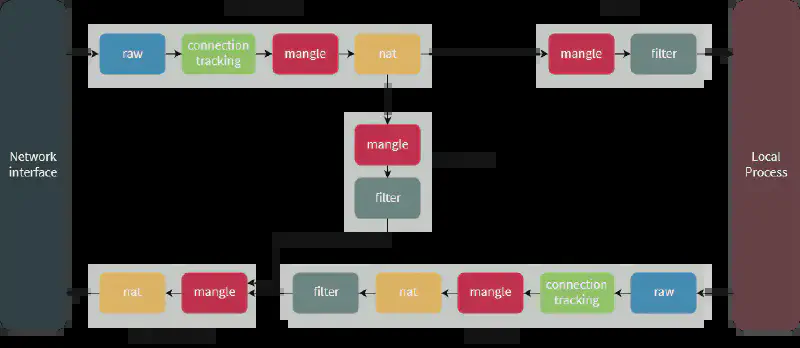 raw
connection
tracking
mangle
nat
mangle
filter
Network
interface
mangle
filter
Local
Process
nat
mangle
filter
nat
mangle
connection
tracking
raw